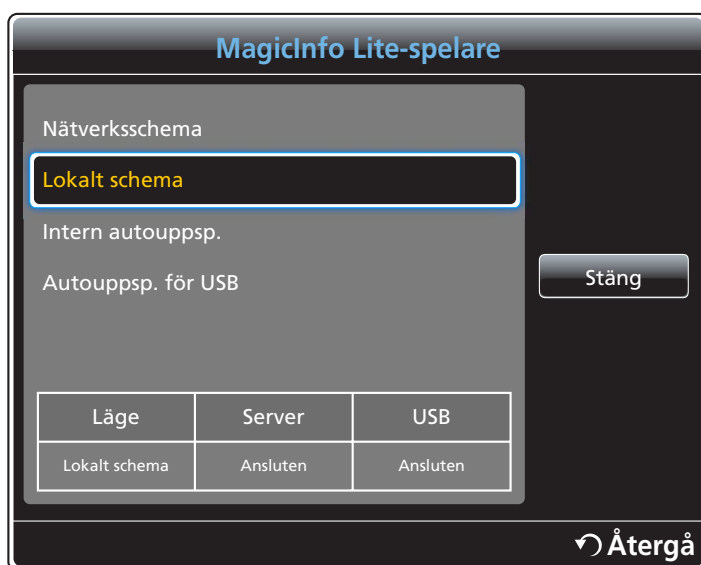 MagicInfo Lite-spelare
Nätverksschema
Lokalt schema
Intern autouppsp.
Autouppsp. för USB
Stäng
Läge Server USB
Lokalt schema Ansluten Ansluten
Återgå